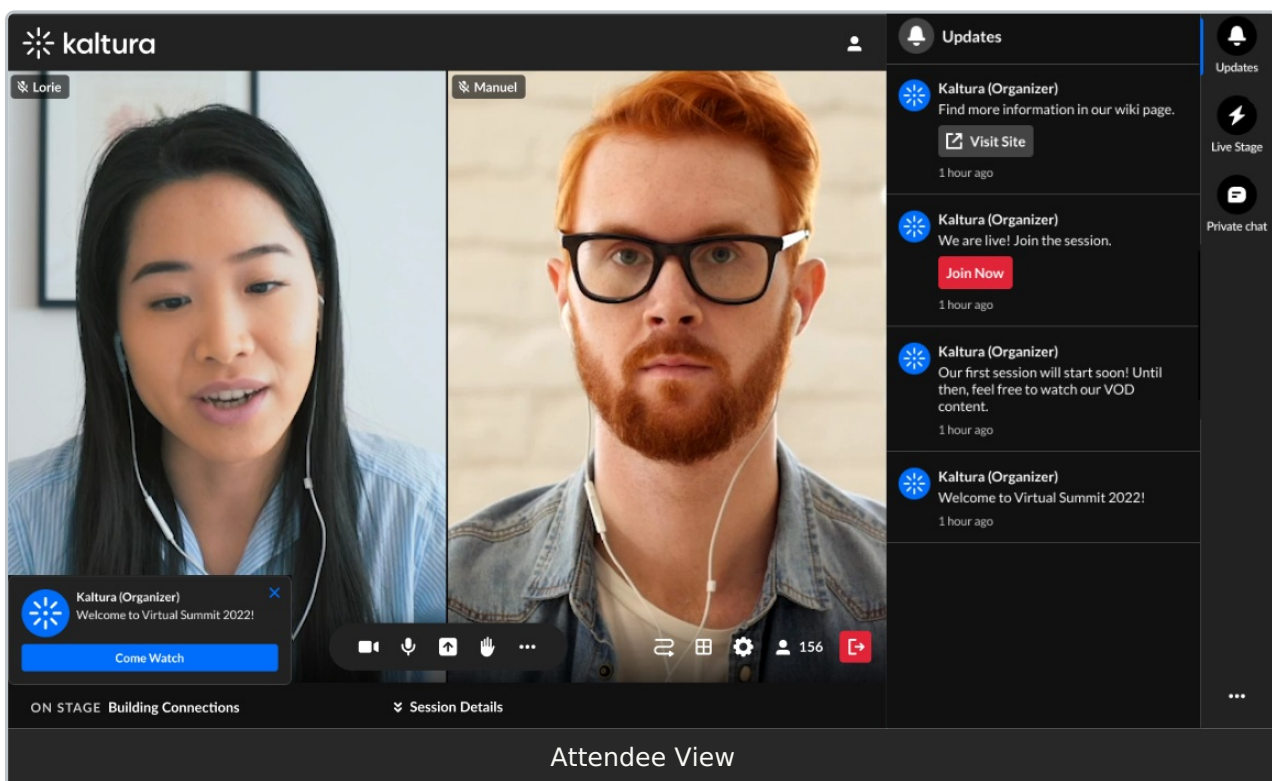 kaltura
Lorie
Manuel
Kaltura (Organizer)
Welcome to Virtual Summit 2022!
Come Watch
156
ON STAGE Building Connections
Session Details
Updates
Kaltura (Organizer)
Find more information in our wiki page.
Visit Site
1 hour ago
Kaltura (Organizer)
We are live! Join the session.
Join Now
1 hour ago
Kaltura (Organizer)
Our first session will start soon! Until
then, feel free to watch our VOD
content.
1 hour ago
Kaltura (Organizer)
Welcome to Virtual Summit 2022!
1 hour ago
Updates
Live Stage
Private chat
Attendee View